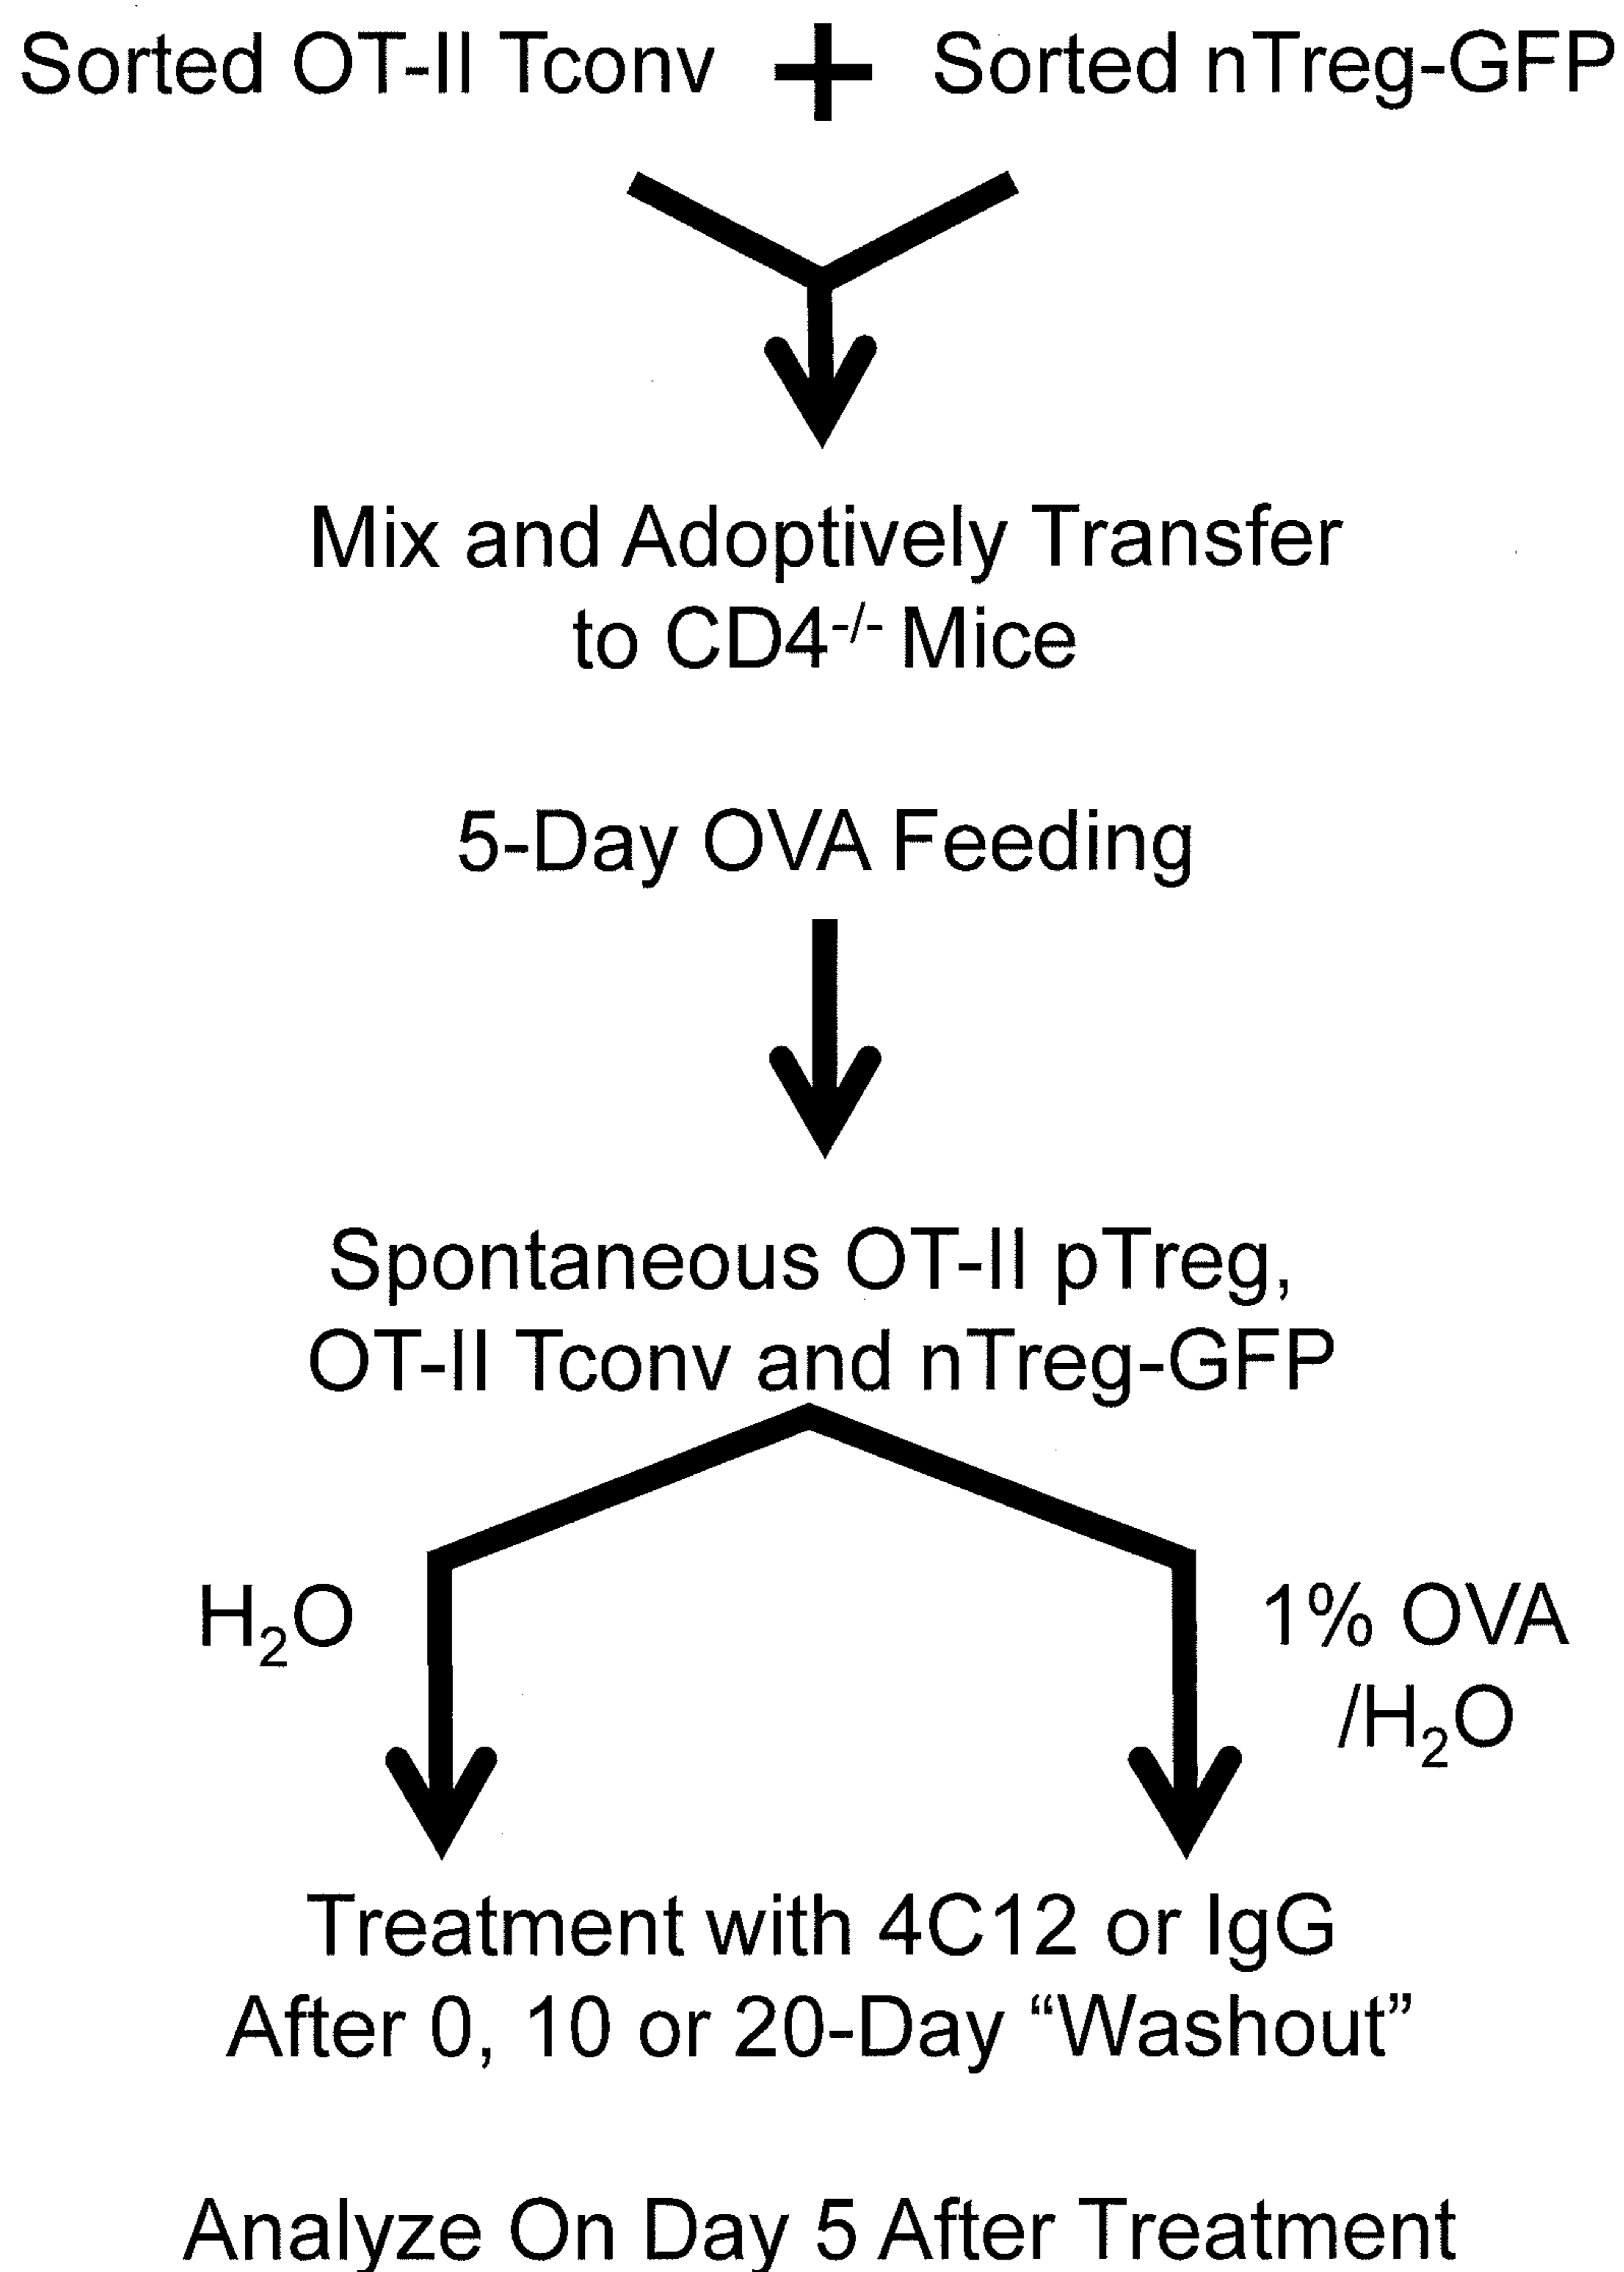 Sorted OT-II Tconv + Sorted nTreg-GFP
Mix and Adoptively Transfer
to CD4-/- Mice
5-Day OVA Feeding
Spontaneous OT-II pTreg,
OT-II Tconv and nTreg-GFP
H₂O
1% OVA
/H₂O
Treatment with 4C12 or IgG
After 0, 10 or 20-Day “Washout”
Analyze On Day 5 After Treatment